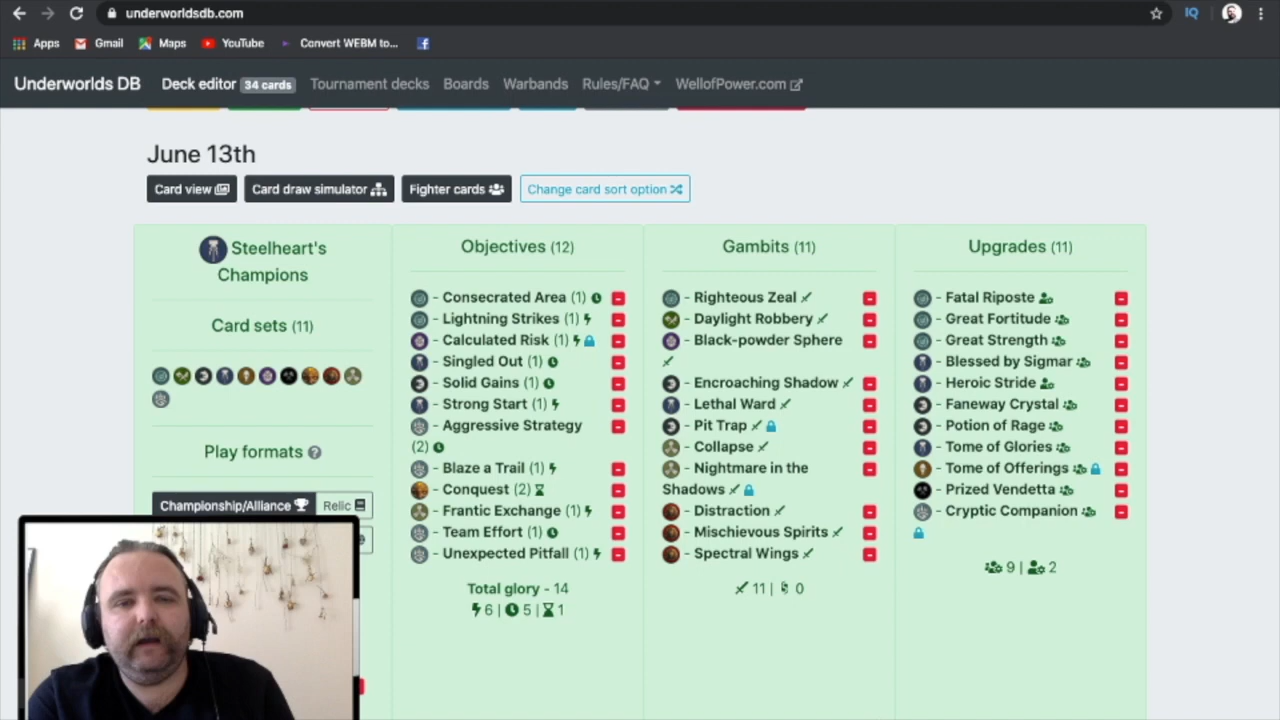 underworldsdb.com
IQ
Apps Gmail Maps YouTube Convert WEBM to...
Underworlds DB Deck editor 34 cards Tournament decks Boards Warbands Rules/FAQ WellofPower.com
June 13th
Card view Card draw simulator Fighter cards Change card sort option
Steelheart's
Champions
Card sets (11)
Play formats ?
Championship/Alliance Relic
Objectives (12)
- Consecrated Area (1)
- Lightning Strikes (1)
- Calculated Risk (1)
- Singled Out (1)
- Solid Gains (1)
- Strong Start (1)
- Aggressive Strategy
(2)
- Blaze a Trail (1)
- Conquest (2)
- Frantic Exchange (1)
- Team Effort (1)
- Unexpected Pitfall (1)
Total glory - 14
6 | 5 | 1
Gambits (11)
- Righteous Zeal
- Daylight Robbery
- Black-powder Sphere
- Encroaching Shadow
- Lethal Ward
- Pit Trap
- Collapse
- Nightmare in the
Shadows
- Distraction
- Mischievous Spirits
- Spectral Wings
11 | 0
Upgrades (11)
- Fatal Riposte
- Great Fortitude
- Great Strength
- Blessed by Sigmar
- Heroic Stride
- Faneway Crystal
- Potion of Rage
- Tome of Glories
- Tome of Offerings
- Prized Vendetta
- Cryptic Companion
9 | 2